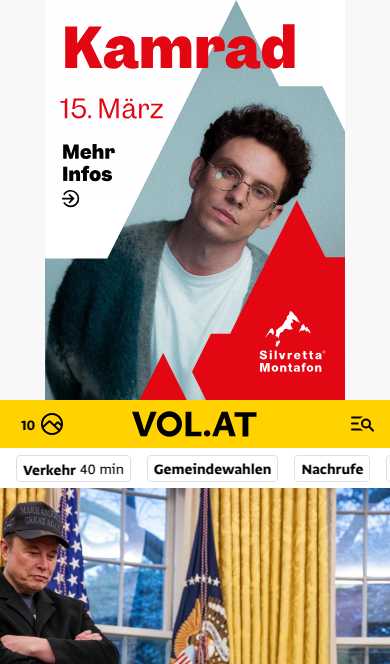 Kamrad
15. März
Mehr
Infos
Silvretta®
Montafon
10 VOL.AT
Verkehr 40 min Gemeindewahlen Nachrufe